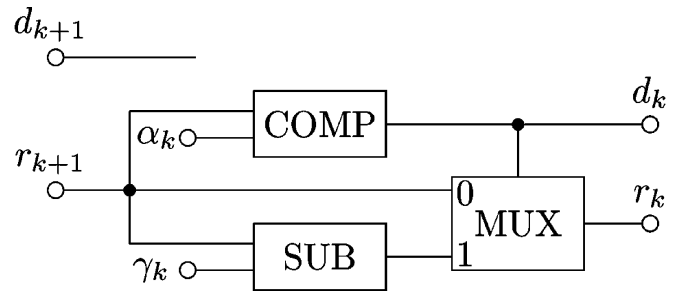 d_{k+1}
COMP
d_k
α_k
r_{k+1}
0
r_k
MUX
SUB
1
γ_k